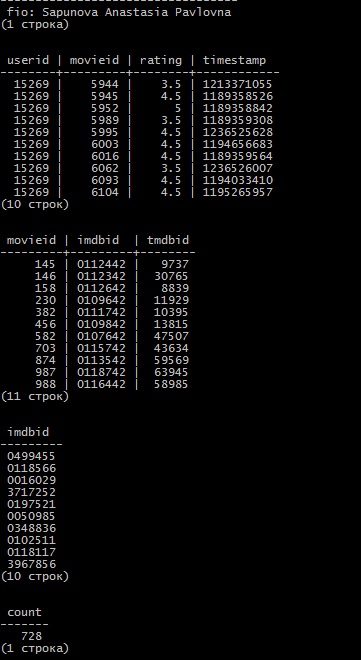 fio: Sapunova Anastasia Pavlovna
(1 строка)
userid | movieid | rating | timestamp
--------+---------+--------+------------
15269 | 5944 | 3.5 | 1213371055
15269 | 5945 | 4.5 | 1189358526
15269 | 5952 | 5 | 1189358842
15269 | 5989 | 3.5 | 1189359308
15269 | 5995 | 4.5 | 1236525628
15269 | 6003 | 4.5 | 1194656683
15269 | 6016 | 4.5 | 1189359564
15269 | 6062 | 3.5 | 1236526007
15269 | 6093 | 4.5 | 1194033410
15269 | 6104 | 4.5 | 1195265957
(10 строк)
movieid | imdbid | tmdbid
---------+---------+--------
145 | 0112442 | 9737
146 | 0112342 | 30765
158 | 0112642 | 8839
230 | 0109642 | 11929
382 | 0111742 | 10395
456 | 0109842 | 13815
582 | 0107642 | 47507
703 | 0115742 | 43634
874 | 0113542 | 59569
987 | 0118742 | 63945
988 | 0116442 | 58985
(11 строк)
imdbid
---------
0499455
0118566
0016029
3717252
0197521
0050985
0348836
0102511
0118117
3967856
(10 строк)
count
-------
728
(1 строка)